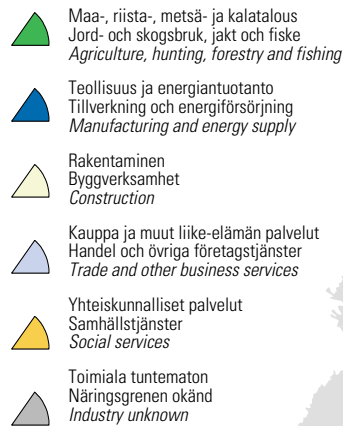 Maa-, riista-, metsä- ja kalatalous
Jord- och skogsbruk, jakt och fiske
Agriculture, hunting, forestry and fishing
Teollisuus ja energiantuotanto
Tillverkning och energiförsörjning
Manufacturing and energy supply
Rakentaminen
Byggverksamhet
Construction
Kauppa ja muut liike-elämän palvelut
Handel och övriga företagstjänster
Trade and other business services
Yhteiskunnalliset palvelut
Samhällstjänster
Social services
Toimiala tuntematon
Näringsgrenen okänd
Industry unknown